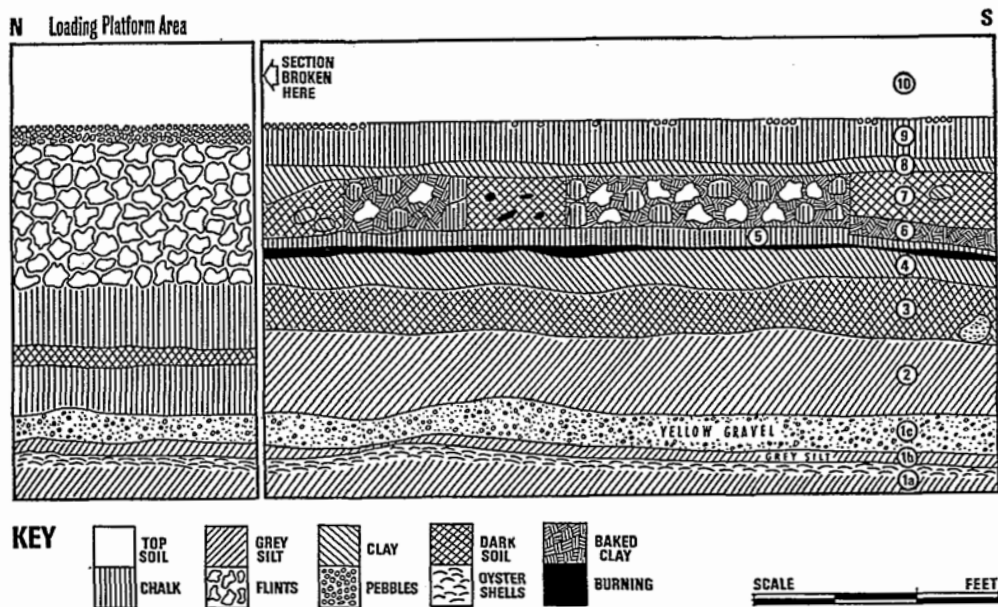 N Loading Platform Area
S
SECTION
BROKEN
HERE
10
9
8
7
6
5
4
3
2
YELLOW GRAVEL 1c
GREY SILT 1b
1a
KEY
TOP
SOIL
GREY
SILT
CLAY
DARK
SOIL
BAKED
CLAY
CHALK
FLINTS
PEBBLES
OYSTER
SHELLS
BURNING
SCALE FEET